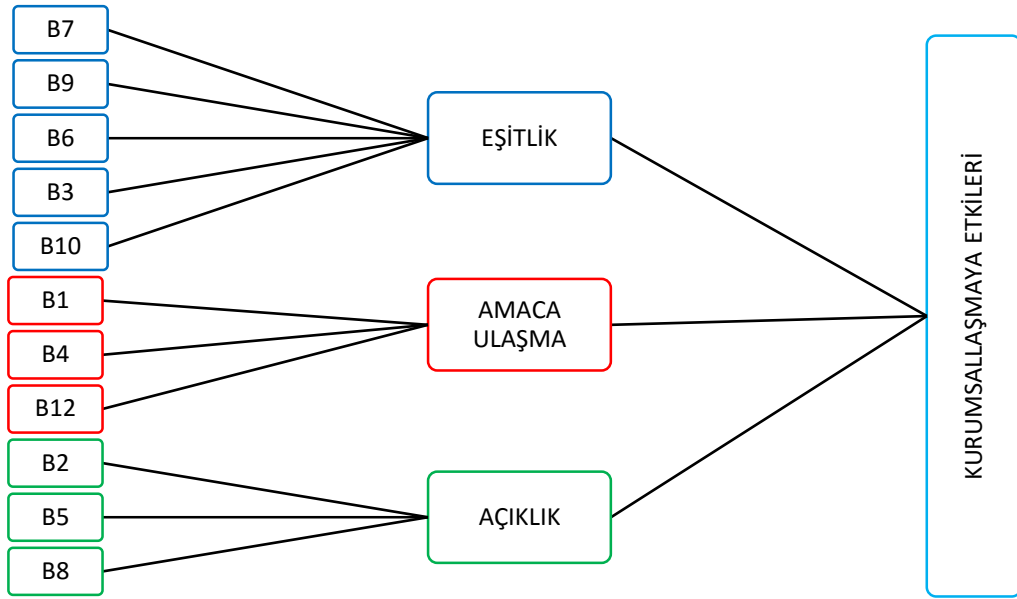 B7
B9
B6
B3
B10
B1
B4
B12
B2
B5
B8
EŞİTLİK
AMACA
ULAŞMA
AÇIKLIK
KURUMSALLAŞMAYA ETKİLERİ